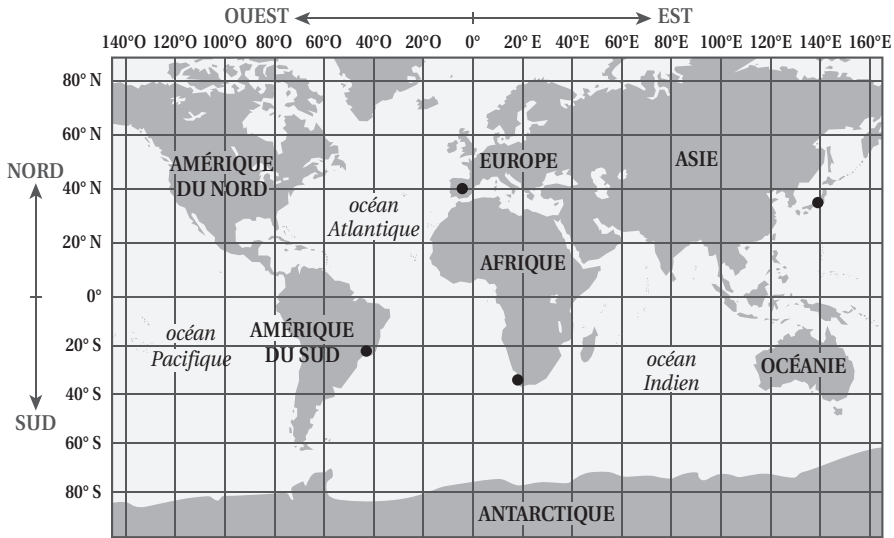 OUEST EST
140°O 120°O 100°O 80°O 60°O 40°O 20°O 0° 20°E 40°E 60°E 80°E 100°E 120°E 140°E 160°E
80° N
60° N
NORD
AMÉRIQUE
DU NORD
EUROPE
ASIE
40° N
océan
Atlantique
20° N
AFRIQUE
0°
océan
Pacifique
AMÉRIQUE
DU SUD
20° S
océan
Indien
OCÉANIE
40° S
SUD
60° S
80° S
ANTARCTIQUE